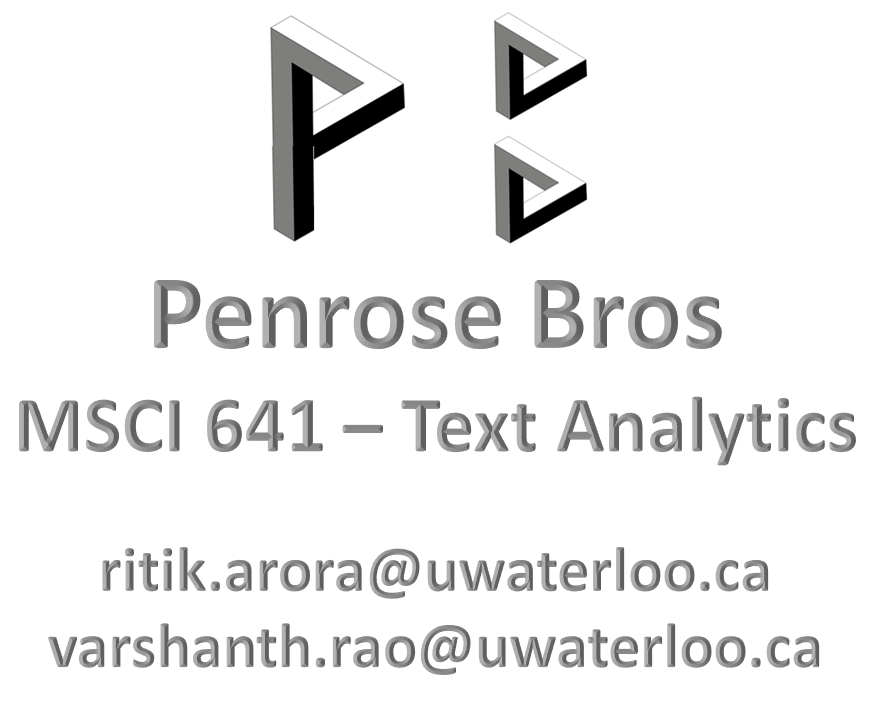 Penrose Bros
MSCI 641 – Text Analytics
ritik.arora@uwaterloo.ca
varshanth.rao@uwaterloo.ca